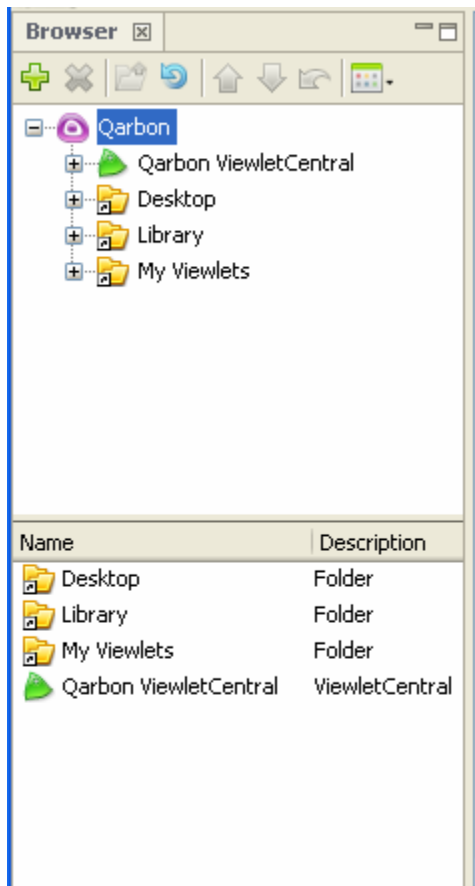 Browser
Qarbon
Qarbon ViewletCentral
Desktop
Library
My Viewlets
Name Description
Desktop Folder
Library Folder
My Viewlets Folder
Qarbon ViewletCentral ViewletCentral